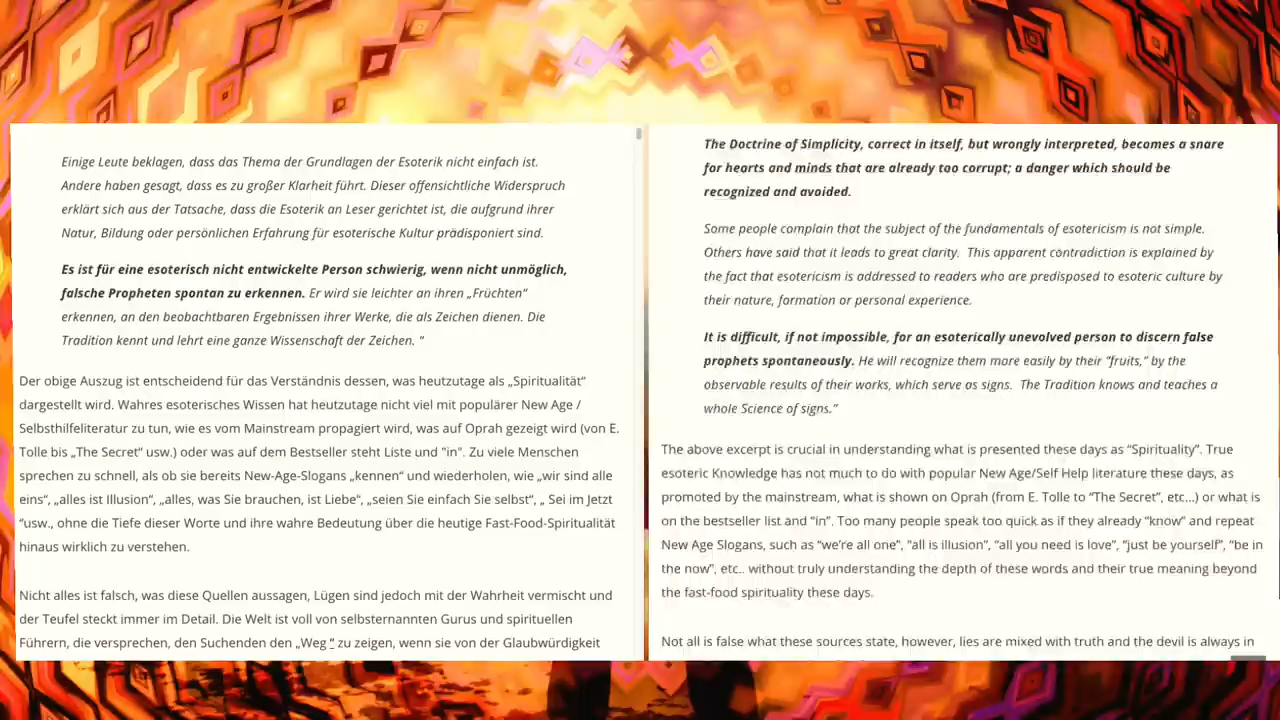 Einige Leute beklagen, dass das Thema der Grundlagen der Esoterik nicht einfach ist.
Andere haben gesagt, dass es zu großer Klarheit führt. Dieser offensichtliche Widerspruch
erklärt sich aus der Tatsache, dass die Esoterik an Leser gerichtet ist, die aufgrund ihrer
Natur, Bildung oder persönlichen Erfahrung für esoterische Kultur prädisponiert sind.
Es ist für eine esoterisch nicht entwickelte Person schwierig, wenn nicht unmöglich,
falsche Propheten spontan zu erkennen. Er wird sie leichter an ihren „Früchten“
erkennen, an den beobachtbaren Ergebnissen ihrer Werke, die als Zeichen dienen. Die
Tradition kennt und lehrt eine ganze Wissenschaft der Zeichen. “
Der obige Auszug ist entscheidend für das Verständnis dessen, was heutzutage als „Spiritualität“
dargestellt wird. Wahres esoterisches Wissen hat heutzutage nicht viel mit populärer New Age /
Selbsthilfeliteratur zu tun, wie es vom Mainstream propagiert wird, was auf Oprah gezeigt wird (von E.
Tolle bis „The Secret“ usw.) oder was auf dem Bestseller steht Liste und "in". Zu viele Menschen
sprechen zu schnell, als ob sie bereits New-Age-Slogans „kennen“ und wiederholen, wie „wir sind alle
eins“, „alles ist Illusion“, „alles, was Sie brauchen, ist Liebe“, „seien Sie einfach Sie selbst“, „ Sei im Jetzt
“usw., ohne die Tiefe dieser Worte und ihre wahre Bedeutung über die heutige Fast-Food-Spiritualität
hinaus wirklich zu verstehen.
Nicht alles ist falsch, was diese Quellen aussagen, Lügen sind jedoch mit der Wahrheit vermischt und
der Teufel steckt immer im Detail. Die Welt ist voll von selbsternannten Gurus und spirituellen
Führern, die versprechen, den Suchenden den „Weg “ zu zeigen, wenn sie von der Glaubwürdigkeit
The Doctrine of Simplicity, correct in itself, but wrongly interpreted, becomes a snare
for hearts and minds that are already too corrupt; a danger which should be
recognized and avoided.
Some people complain that the subject of the fundamentals of esotericism is not simple.
Others have said that it leads to great clarity.  This apparent contradiction is explained by
the fact that esotericism is addressed to readers who are predisposed to esoteric culture by
their nature, formation or personal experience.
It is difficult, if not impossible, for an esoterically unevolved person to discern false
prophets spontaneously. He will recognize them more easily by their “fruits,” by the
observable results of their works, which serve as signs.  The Tradition knows and teaches a
whole Science of signs.”
The above excerpt is crucial in understanding what is presented these days as “Spirituality”. True
esoteric Knowledge has not much to do with popular New Age/Self Help literature these days, as
promoted by the mainstream, what is shown on Oprah (from E. Tolle to “The Secret”, etc...) or what is
on the bestseller list and “in”. Too many people speak too quick as if they already “know” and repeat
New Age Slogans, such as “we’re all one”, “all is illusion”, “all you need is love”, “just be yourself”, “be in
the now”, etc.. without truly understanding the depth of these words and their true meaning beyond
the fast-food spirituality these days.
Not all is false what these sources state, however, lies are mixed with truth and the devil is always in